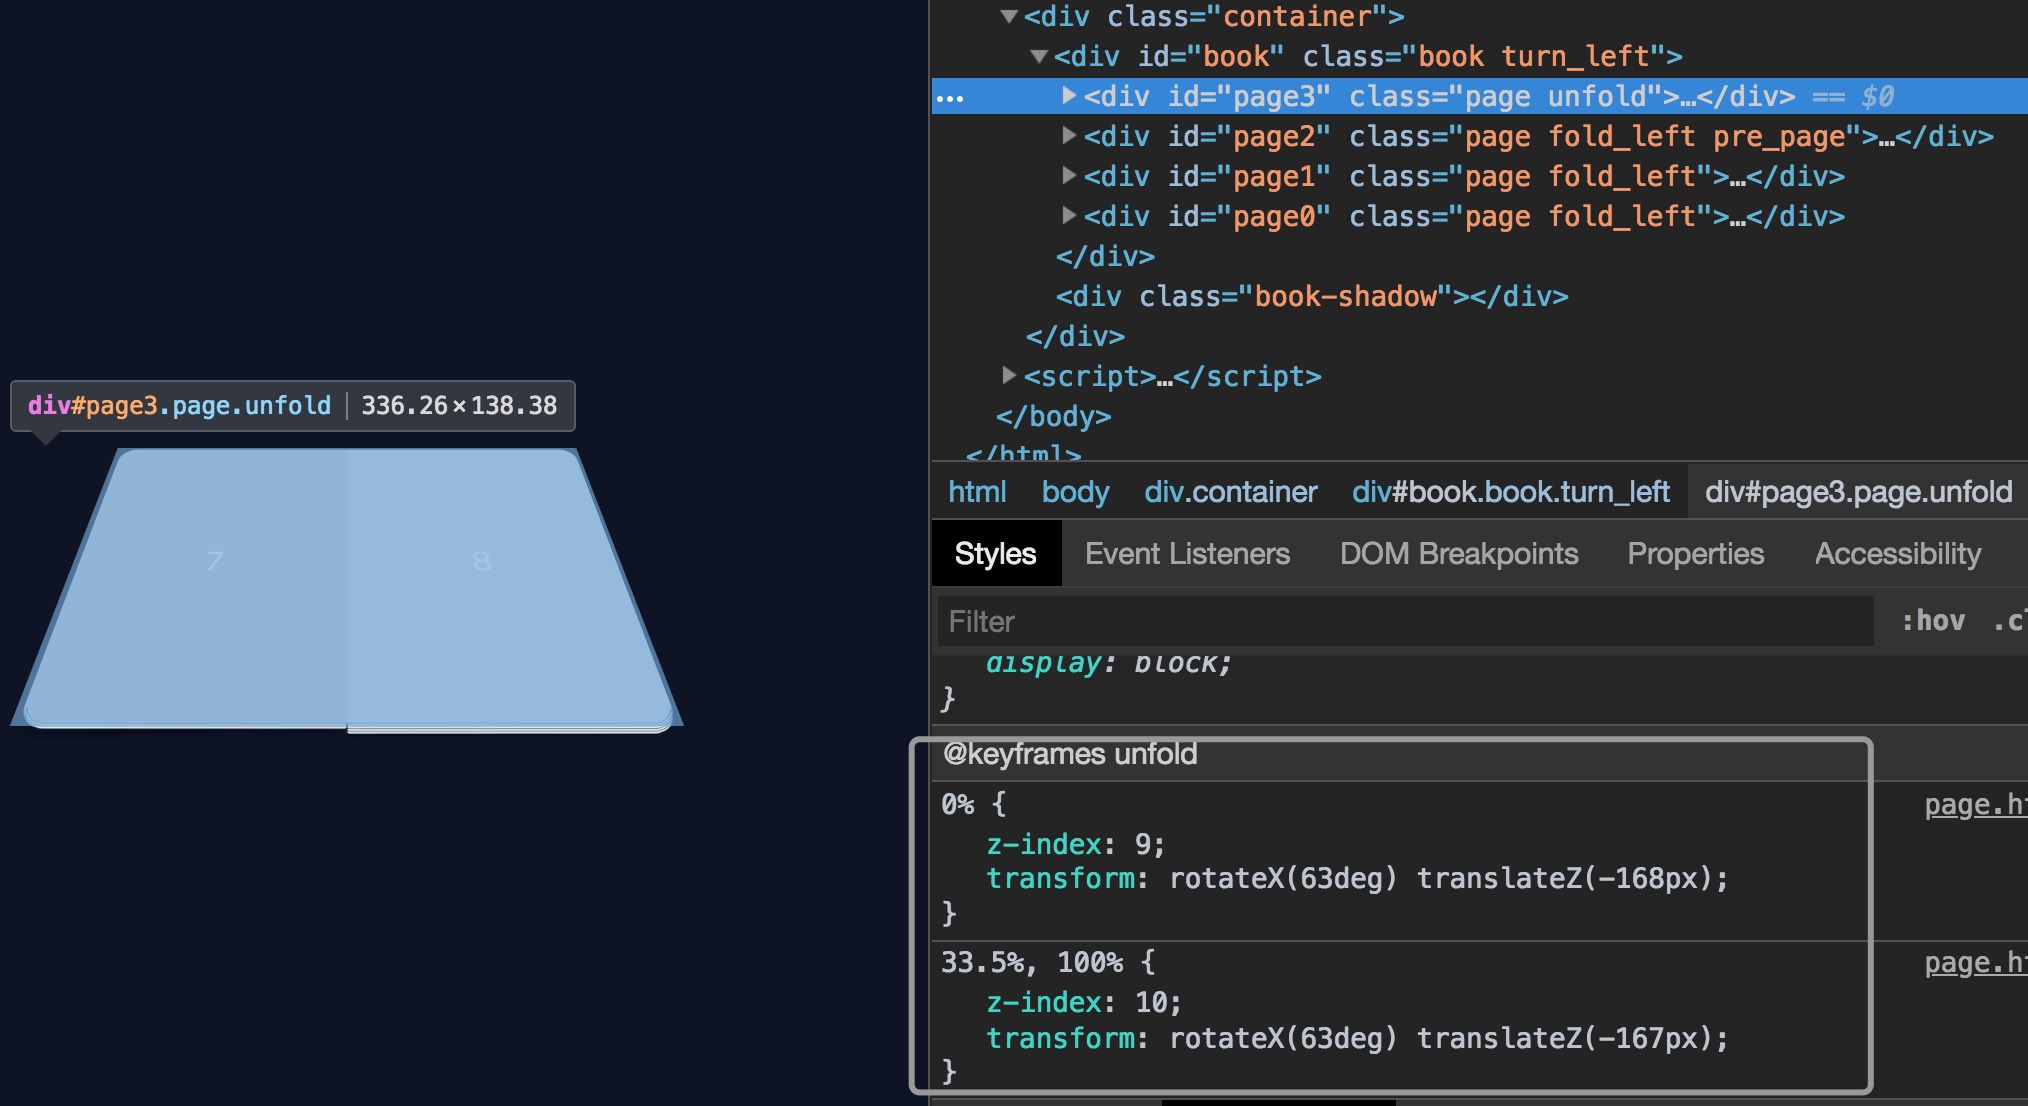 <div class="container">
<div id="book" class="book turn_left">
… <div id="page3" class="page unfold">…</div> == $0
<div id="page2" class="page fold_left pre_page">…</div>
<div id="page1" class="page fold_left">…</div>
<div id="page0" class="page fold_left">…</div>
</div>
<div class="book-shadow"></div>
</div>
<script>…</script>
</body>
</html>
div#page3.page.unfold | 336.26×138.38
7 8
html body div.container div#book.book.turn_left div#page3.page.unfold
Styles Event Listeners DOM Breakpoints Properties Accessibility
Filter :hov .cl
display: block;
}
@keyframes unfold
0% { page.ht
z-index: 9;
transform: rotateX(63deg) translateZ(-168px);
}
33.5%, 100% { page.ht
z-index: 10;
transform: rotateX(63deg) translateZ(-167px);
}